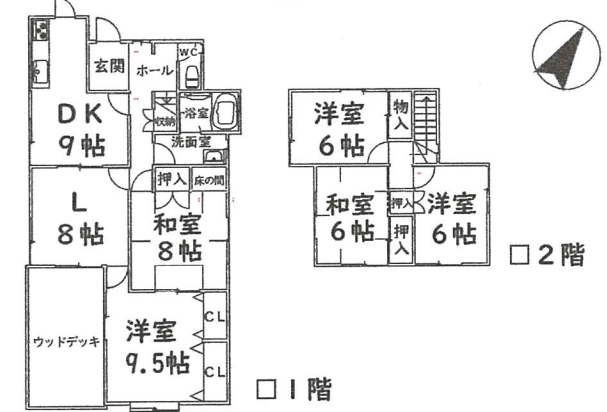 玄関
ホール
WC
DK
9帖
収納
浴室
洗面室
L
8帖
押入
床の間
和室
8帖
ウッドデッキ
洋室
9.5帖
CL
CL
□1階
洋室
6帖
物入
和室
6帖
押入
押入
洋室
6帖
□2階